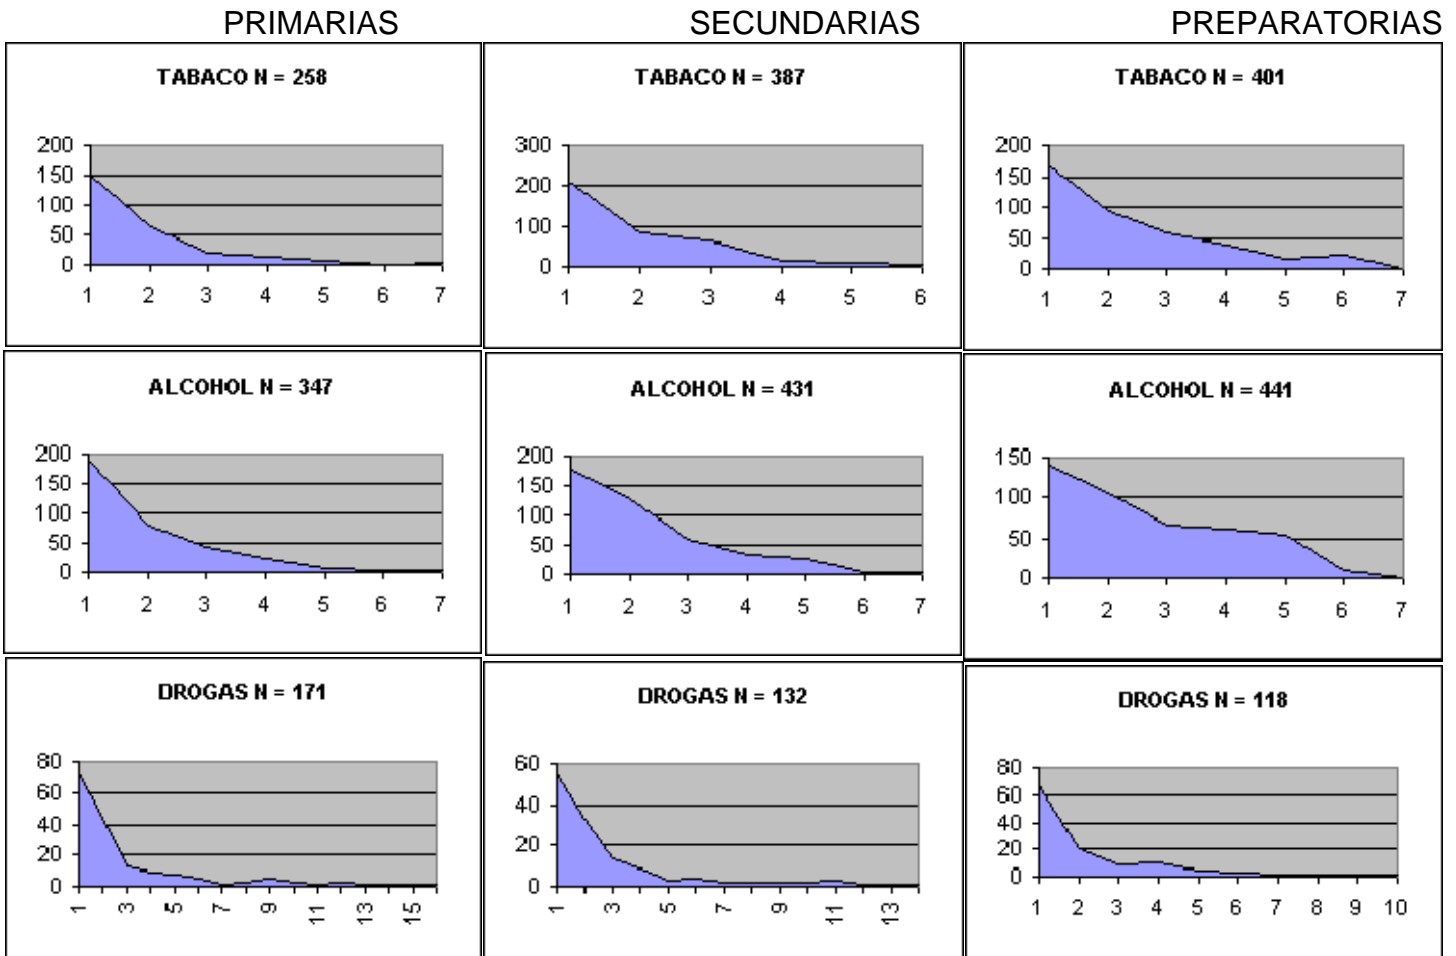 PRIMARIAS SECUNDARIAS PREPARATORIAS
TABACO N = 258
200
150
100
50
0
1 2 3 4 5 6 7
TABACO N = 387
300
200
100
0
1 2 3 4 5 6
TABACO N = 401
200
150
100
50
0
1 2 3 4 5 6 7
ALCOHOL N = 347
200
150
100
50
0
1 2 3 4 5 6 7
ALCOHOL N = 431
200
150
100
50
0
1 2 3 4 5 6 7
ALCOHOL N = 441
150
100
50
0
1 2 3 4 5 6 7
DROGAS N = 171
80
60
40
20
0
1 3 5 7 9 11 13 15
DROGAS N = 132
60
40
20
0
1 3 5 7 9 11 13
DROGAS N = 118
80
60
40
20
0
1 2 3 4 5 6 7 8 9 10